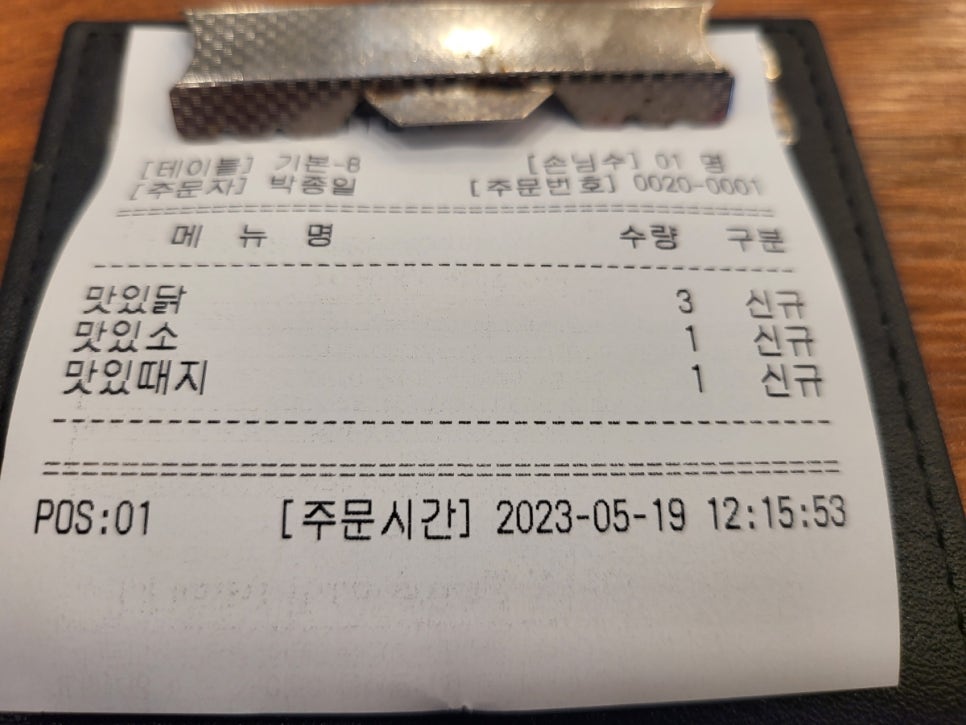 [테이블] 기본-8 [손님수] 01 명
[주문자] 박종일 [주문번호] 0020-0001
메 뉴 명 수량 구분
맛있닭 3 신규
맛있소 1 신규
맛있때지 1 신규
POS:01 [주문시간] 2023-05-19 12:15:53